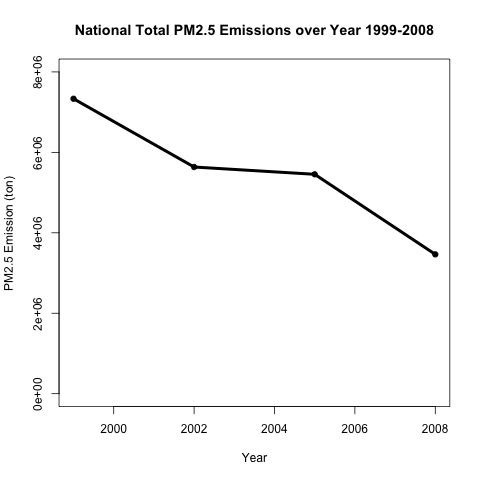 National Total PM2.5 Emissions over Year 1999-2008
8e+06
6e+06
4e+06
2e+06
0e+00
PM2.5 Emission (ton)
2000 2002 2004 2006 2008
Year